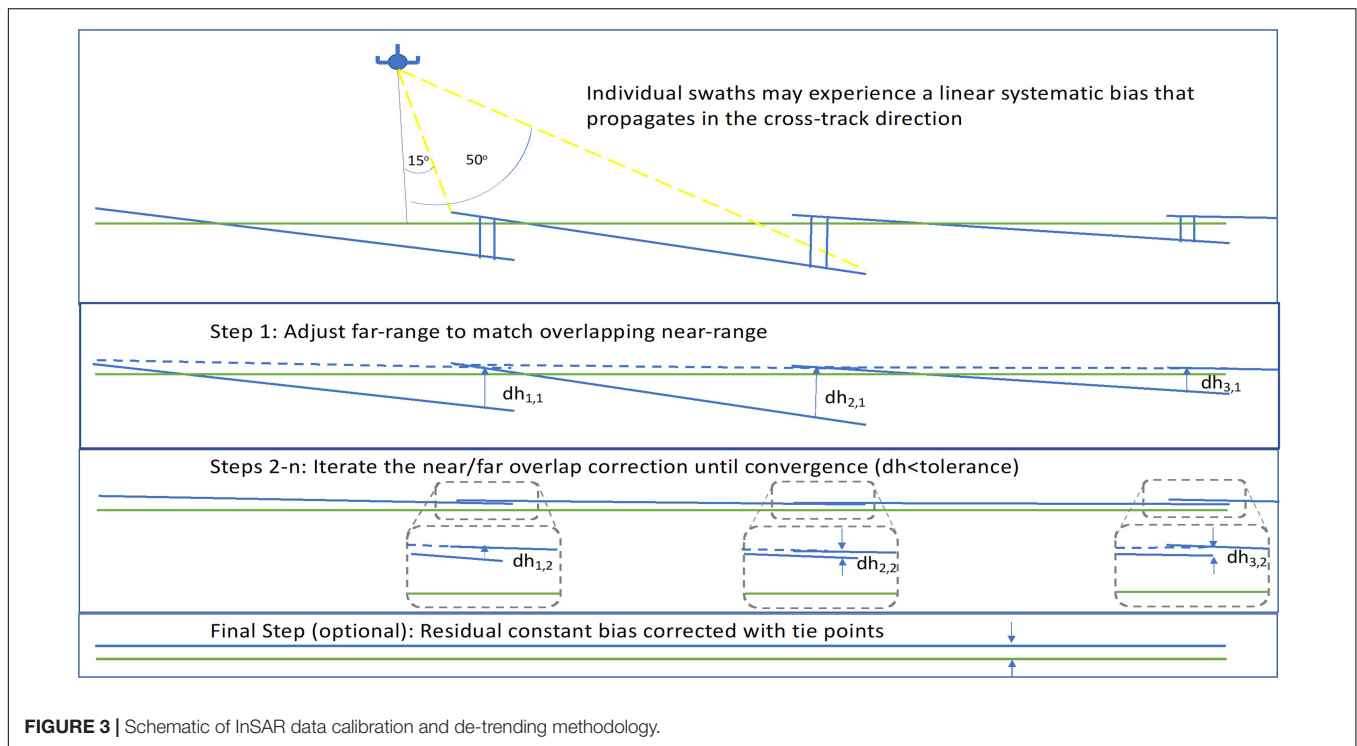 Individual swaths may experience a linear systematic bias that
propagates in the cross-track direction
15° 50°
Step 1: Adjust far-range to match overlapping near-range
dh1,1
dh2,1
dh3,1
Steps 2-n: Iterate the near/far overlap correction until convergence (dh<tolerance)
dh1,2
dh2,2
dh3,2
Final Step (optional): Residual constant bias corrected with tie points
FIGURE 3 | Schematic of InSAR data calibration and de-trending methodology.